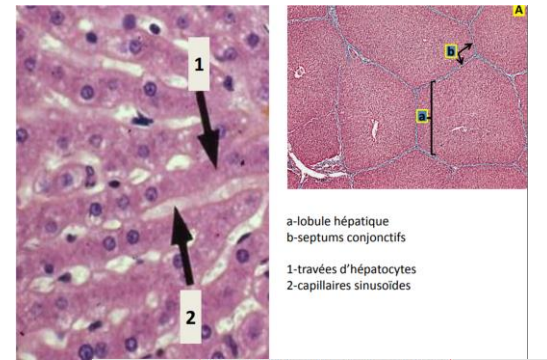 1
2
A
b
a
a-lobule hépatique
b-septums conjonctifs
1-travées d'hépatocytes
2-capillaires sinusoïdes